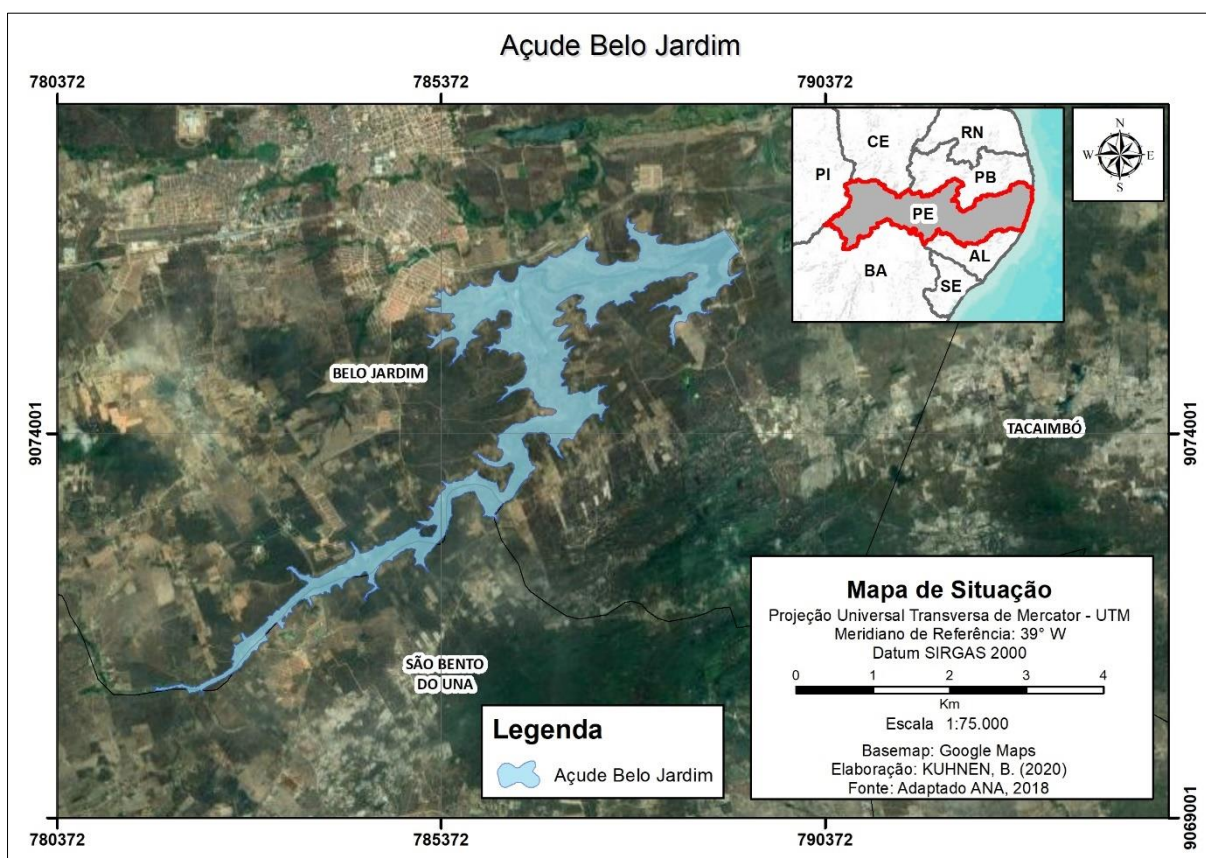 Açude Belo Jardim
780372
785372
790372
CE
RN
PI
PB
PE
AL
BA
SE
N
W
E
S
BELO JARDIM
TACAIMBÓ
9074001
9074001
SÃO BENTO
DO UNA
Mapa de Situação
Projeção Universal Transversa de Mercator - UTM
Meridiano de Referência: 39° W
Datum SIRGAS 2000
0 1 2 3 4
Km
Escala 1:75.000
Basemap: Google Maps
Elaboração: KUHNEN, B. (2020)
Fonte: Adaptado ANA, 2018
Legenda
Açude Belo Jardim
9069001
780372
785372
790372